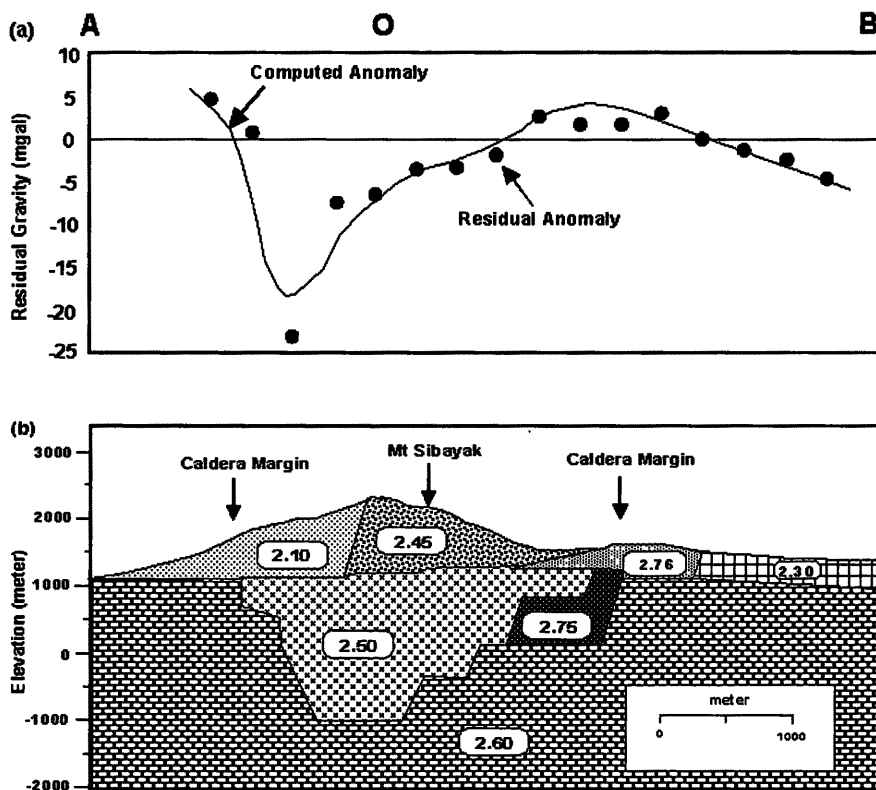 A O B
(a)
10
5
0
-5
-10
-15
-20
-25
Residual Gravity (mgal)
Computed Anomaly
Residual Anomaly
(b)
3000
2000
1000
0
-1000
-2000
Elevation (meter)
Caldera Margin
Mt Sibayak
Caldera Margin
2.10
2.45
2.76
2.30
2.50
2.75
2.60
meter
0 1000